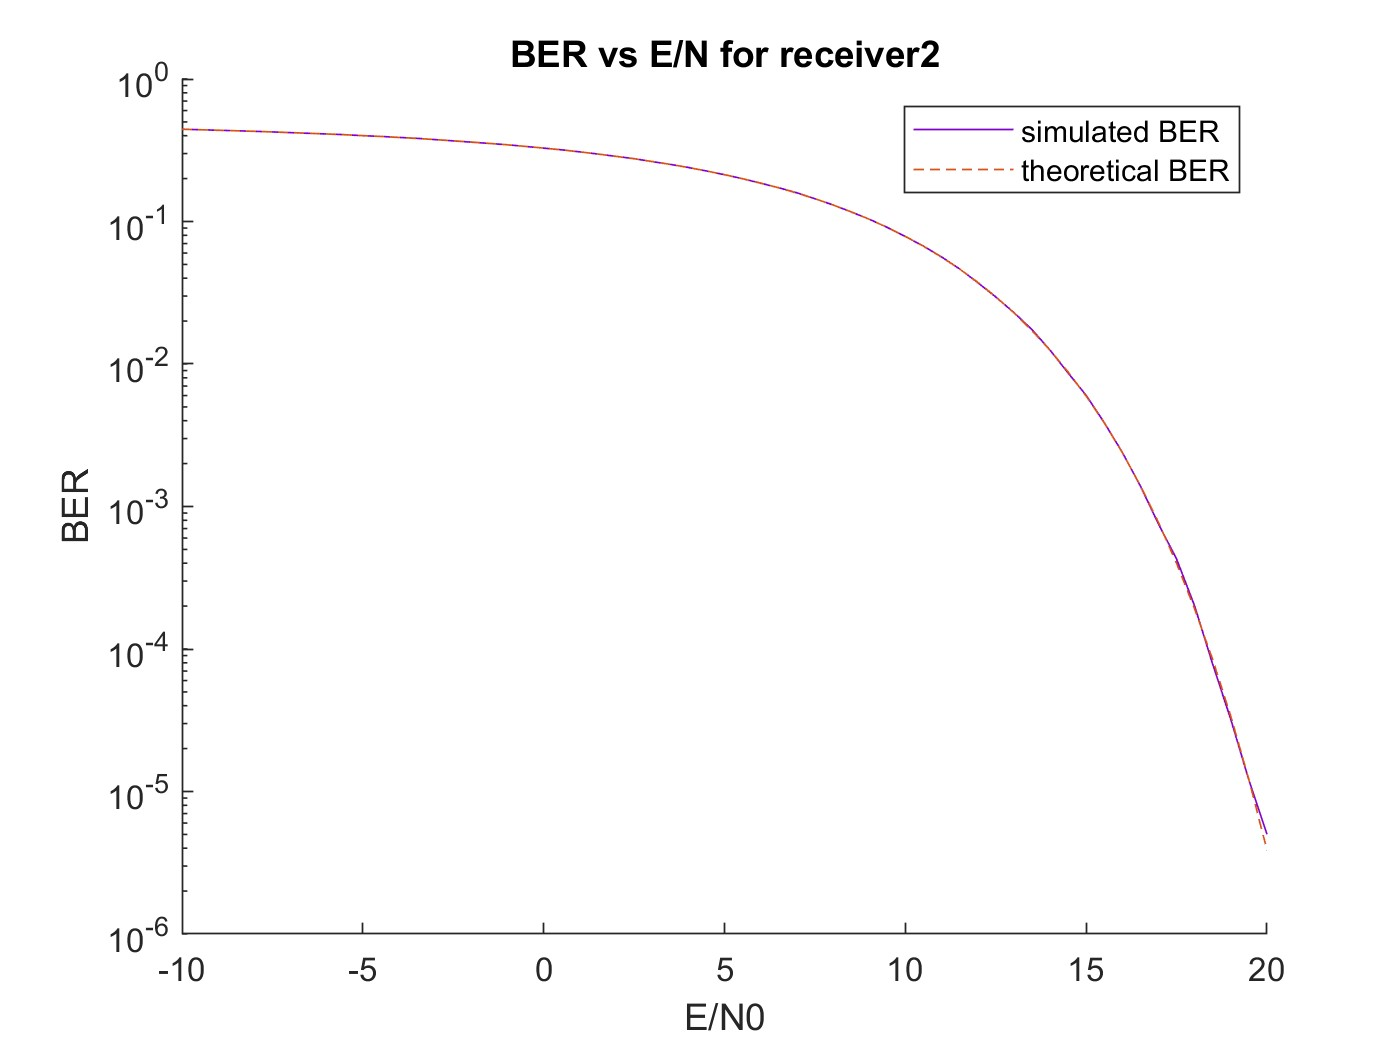 BER vs E/N for receiver2
simulated BER
theoretical BER
10^0
10^-1
10^-2
10^-3
10^-4
10^-5
10^-6
BER
-10 -5 0 5 10 15 20
E/N0